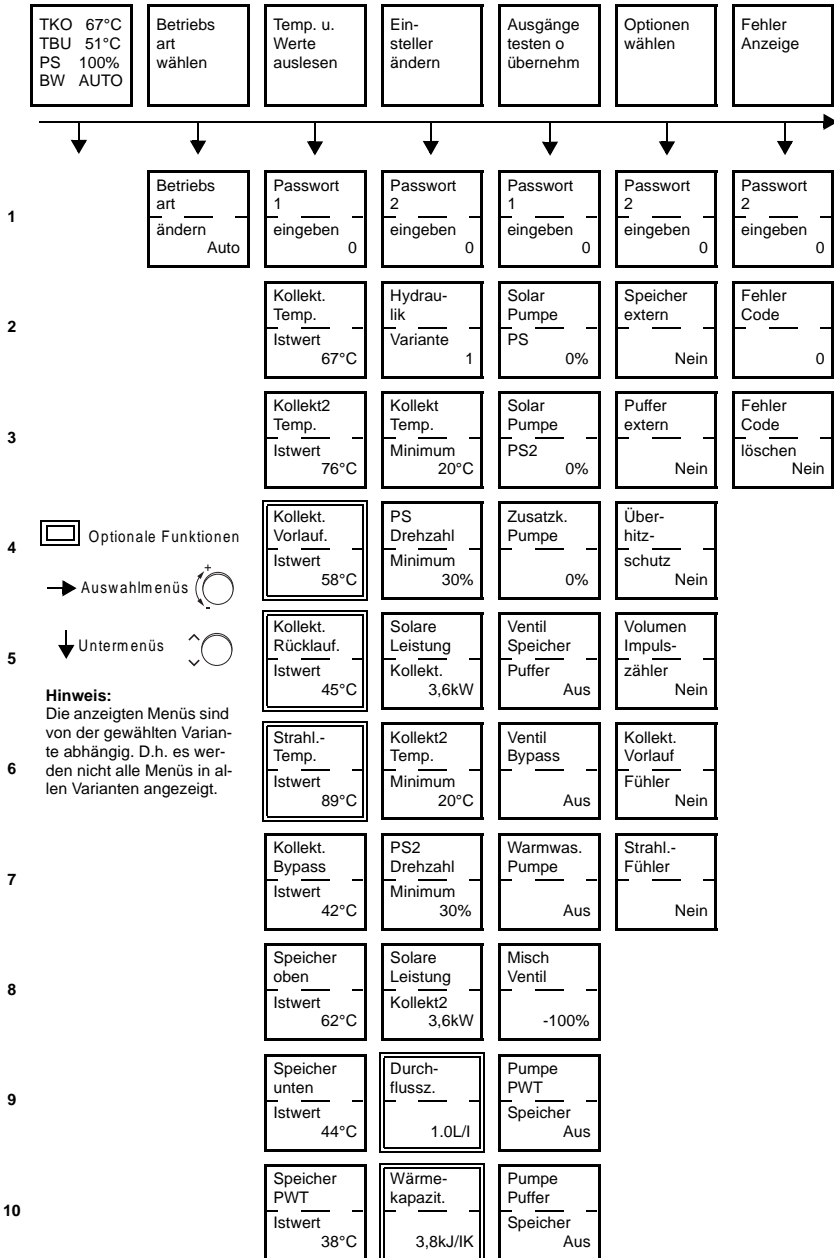 TKO 67°C
TBU 51°C
PS 100%
BW AUTO
Betriebs
art
wählen
Temp. u.
Werte
auslesen
Ein-
steller
ändern
Ausgänge
testen o
übernehm
Optionen
wählen
Fehler
Anzeige
1
Betriebs
art
ändern
Auto
Passwort
1
eingeben
0
Passwort
2
eingeben
0
Passwort
1
eingeben
0
Passwort
2
eingeben
0
Passwort
2
eingeben
0
2
Kollekt.
Temp.
Istwert
67°C
Hydrau-
lik
Variante
1
Solar
Pumpe
PS
0%
Speicher
extern
Nein
Fehler
Code
0
3
Kollekt2
Temp.
Istwert
76°C
Kollekt
Temp.
Minimum
20°C
Solar
Pumpe
PS2
0%
Puffer
extern
Nein
Fehler
Code
löschen
Nein
4
Optionale Funktionen
Auswahlmenüs
+
-
Kollekt.
Vorlauf.
Istwert
58°C
PS
Drehzahl
Minimum
30%
Zusatzk.
Pumpe
0%
Über-
hitz-
schutz
Nein
5
Untermenüs
Kollekt.
Rücklauf.
Istwert
45°C
Solare
Leistung
Kollekt.
3,6kW
Ventil
Speicher
Puffer
Aus
Volumen
Impuls-
zähler
Nein
Hinweis:
Die anzeigten Menüs sind
von der gewählten Varian-
te abhängig. D.h. es wer-
den nicht alle Menüs in al-
len Varianten angezeigt.
6
Strahl.-
Temp.
Istwert
89°C
Kollekt2
Temp.
Minimum
20°C
Ventil
Bypass
Aus
Kollekt.
Vorlauf
Fühler
Nein
7
Kollekt.
Bypass
Istwert
42°C
PS2
Drehzahl
Minimum
30%
Warmwas.
Pumpe
Aus
Strahl.-
Fühler
Nein
8
Speicher
oben
Istwert
62°C
Solare
Leistung
Kollekt2
3,6kW
Misch
Ventil
-100%
9
Speicher
unten
Istwert
44°C
Durch-
flussz.
1.0L/I
Pumpe
PWT
Speicher
Aus
10
Speicher
PWT
Istwert
38°C
Wärme-
kapazit.
3,8kJ/lK
Pumpe
Puffer
Speicher
Aus